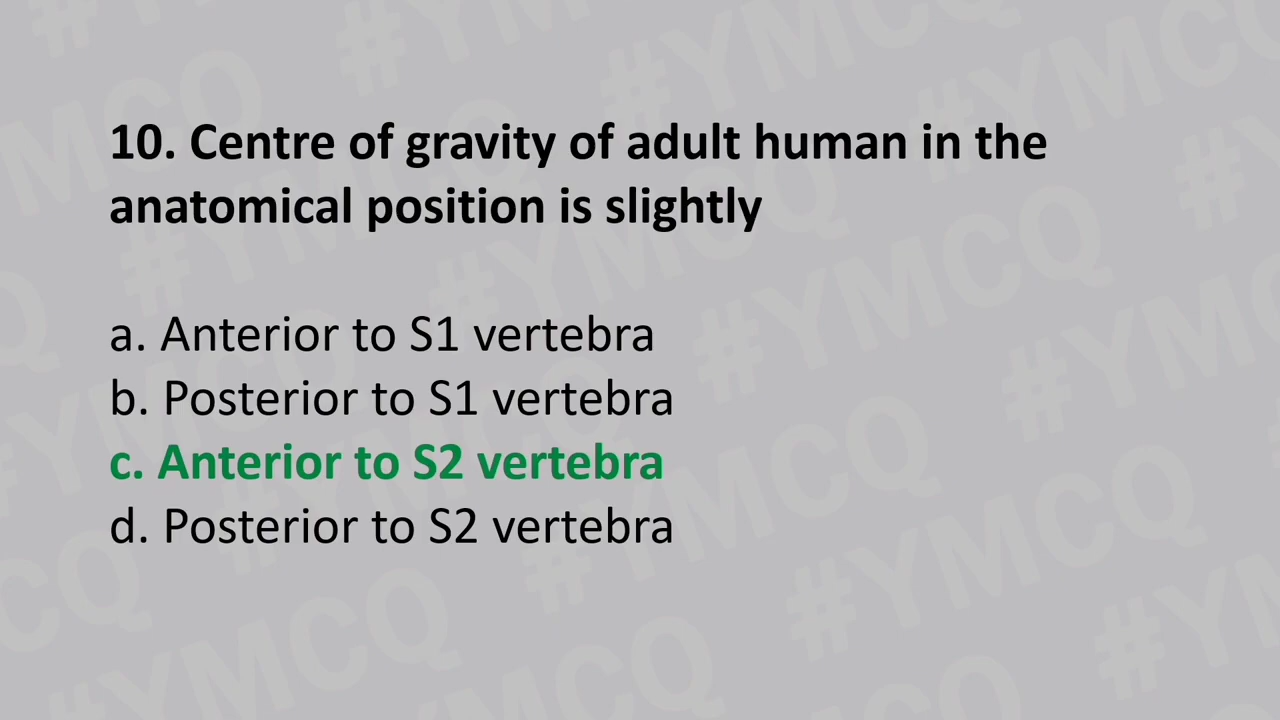 10. Centre of gravity of adult human in the
anatomical position is slightly
a. Anterior to S1 vertebra
b. Posterior to S1 vertebra
c. Anterior to S2 vertebra
d. Posterior to S2 vertebra
#YMCQ